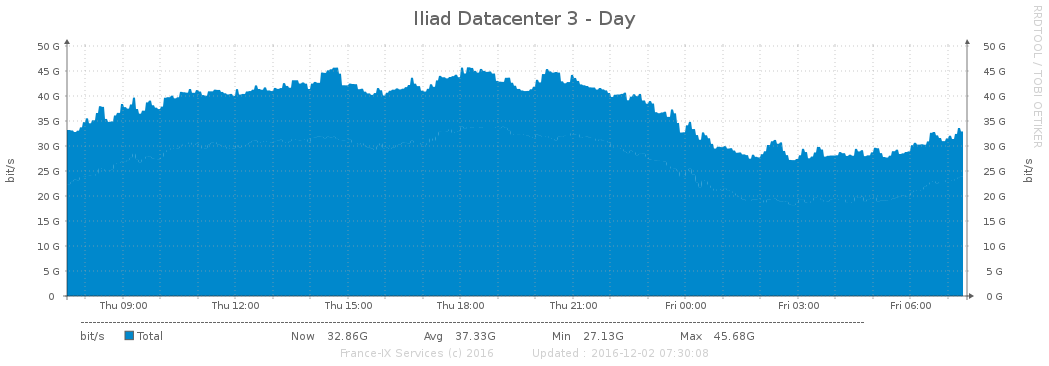 Iliad Datacenter 3 - Day
RRDTOOL / TOBI OETIKER
50 G 50 G
45 G 45 G
40 G 40 G
35 G 35 G
30 G 30 G
25 G 25 G
20 G 20 G
15 G 15 G
10 G 10 G
5 G 5 G
0 0 G
bit/s bit/s
Thu 09:00 Thu 12:00 Thu 15:00 Thu 18:00 Thu 21:00 Fri 00:00 Fri 03:00 Fri 06:00
bit/s Total Now 32.86G Avg 37.33G Min 27.13G Max 45.68G
France-IX Services (c) 2016 Updated : 2016-12-02 07:30:08